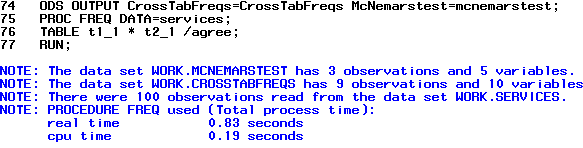 74   ODS OUTPUT CrossTabFreqs=CrossTabFreqs McNemarstest=mcnemarstest;
75   PROC FREQ DATA=services;
76   TABLE t1_1 * t2_1 /agree;
77   RUN;
NOTE: The data set WORK.MCNEMARSTEST has 3 observations and 5 variables.
NOTE: The data set WORK.CROSSTABFREQS has 9 observations and 10 variables
NOTE: There were 100 observations read from the data set WORK.SERVICES.
NOTE: PROCEDURE FREQ used (Total process time):
real time           0.83 seconds
cpu time            0.19 seconds